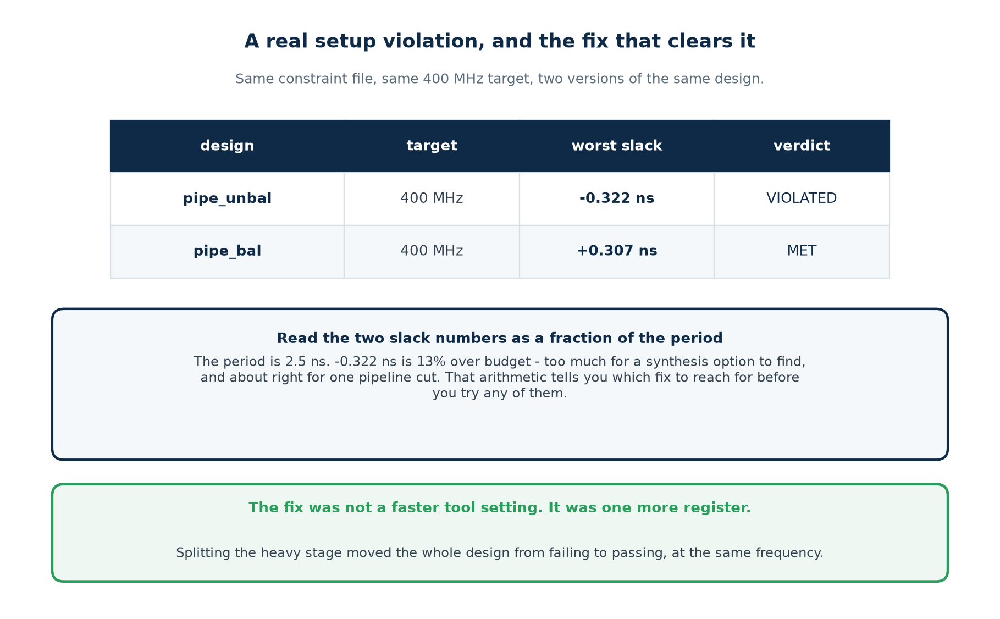 A real setup violation, and the fix that clears it
Same constraint file, same 400 MHz target, two versions of the same design.
design target worst slack verdict
pipe_unbal 400 MHz -0.322 ns VIOLATED
pipe_bal 400 MHz +0.307 ns MET
Read the two slack numbers as a fraction of the period
The period is 2.5 ns. -0.322 ns is 13% over budget - too much for a synthesis option to find,
and about right for one pipeline cut. That arithmetic tells you which fix to reach for before
you try any of them.
The fix was not a faster tool setting. It was one more register.
Splitting the heavy stage moved the whole design from failing to passing, at the same frequency.